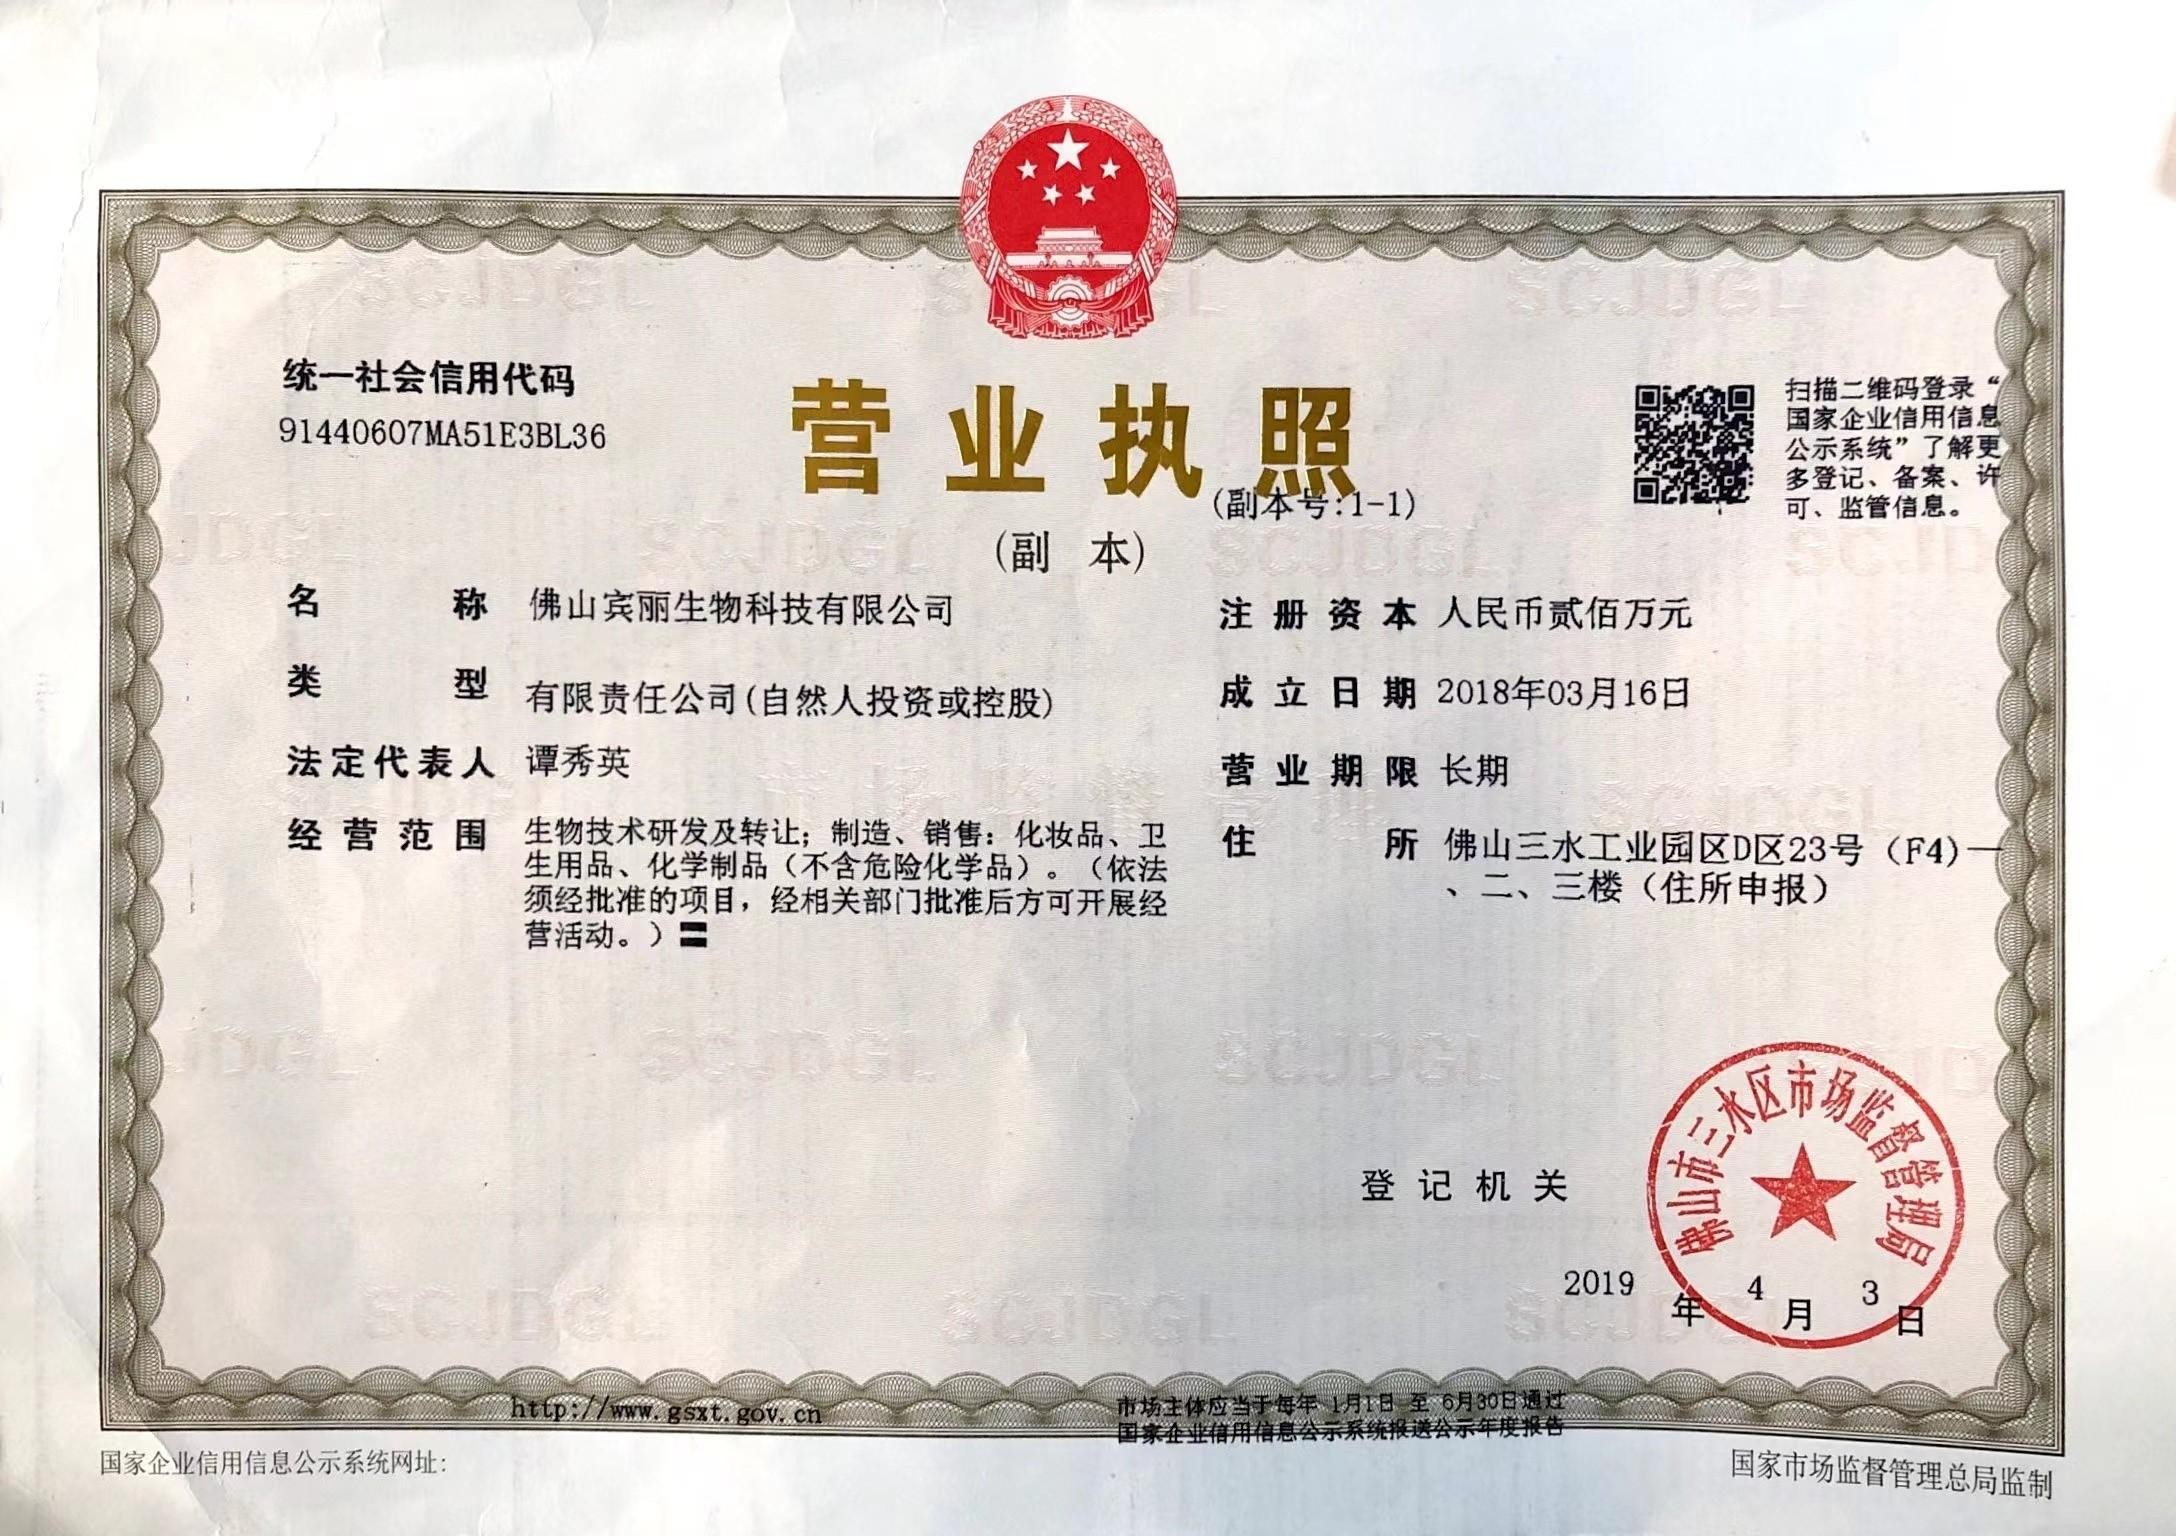 统一社会信用代码
91440607MA51E3BL36
营业执照
(副本号:1-1)
(副 本)
扫描二维码登录“
国家企业信用信息
公示系统”了解更
多登记、备案、许
可、监管信息。
名 称 佛山宾丽生物科技有限公司
类 型 有限责任公司(自然人投资或控股)
法定代表人 谭秀英
经营范围 生物技术研发及转让；制造、销售：化妆品、卫
生用品、化学制品（不含危险化学品）。（依法
须经批准的项目，经相关部门批准后方可开展经
营活动。）〓
注册资本 人民币贰佰万元
成立日期 2018年03月16日
营业期限 长期
住 所 佛山三水工业园区D区23号（F4)一
、二、三楼（住所申报）
登记机关
佛山市三水区市场监督管理局
2019 年 4 月 3 日
http://www.gsxt.gov.cn
市场主体应当于每年 1月1日 至 6月30日通过
国家企业信用信息公示系统报送公示年度报告
国家企业信用信息公示系统网址:
国家市场监督管理总局监制
SCJDGL